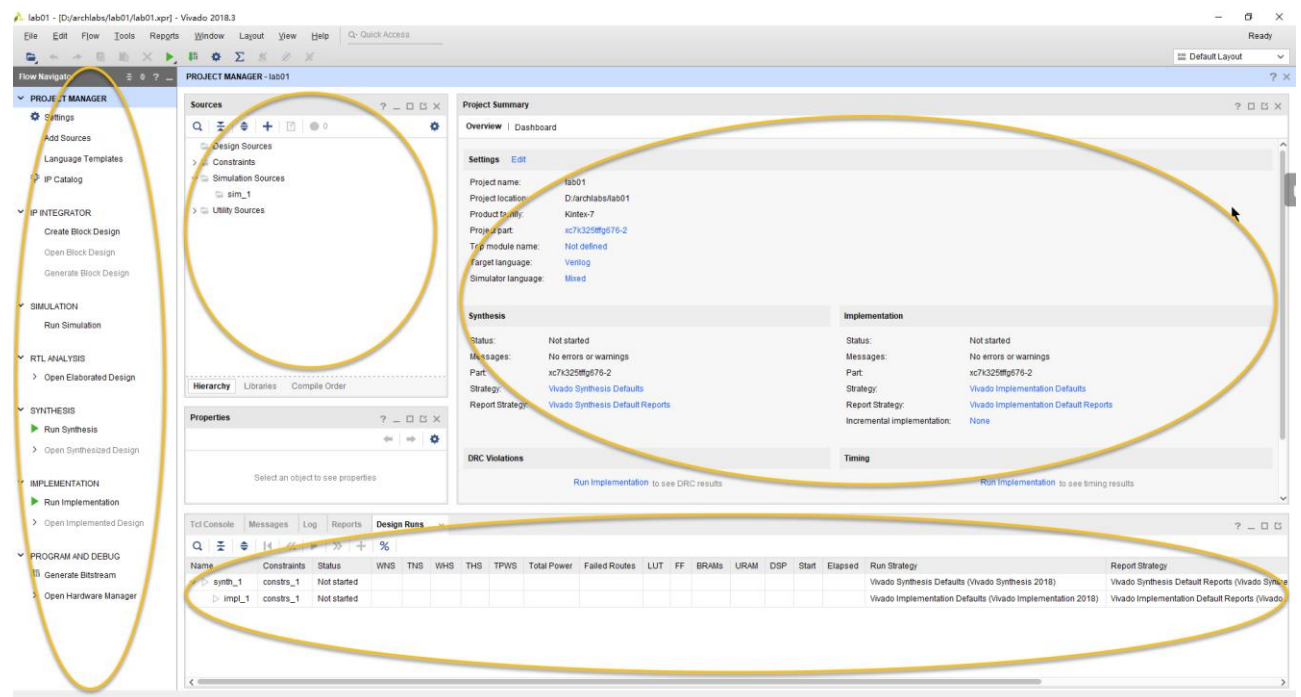 lab01 - [D:/archlabs/lab01/lab01.xpr] - Vivado 2018.3
File Edit Flow Tools Reports Window Layout View Help Quick Access
Ready
Default Layout
Flow Navigator
PROJECT MANAGER
Settings
Add Sources
Language Templates
IP Catalog
IP INTEGRATOR
Create Block Design
Open Block Design
Generate Block Design
SIMULATION
Run Simulation
RTL ANALYSIS
Open Elaborated Design
SYNTHESIS
Run Synthesis
Open Synthesized Design
IMPLEMENTATION
Run Implementation
Open Implemented Design
PROGRAM AND DEBUG
Generate Bitstream
Open Hardware Manager
PROJECT MANAGER - lab01
Sources
0
Design Sources
Constraints
Simulation Sources
sim_1
Utility Sources
Hierarchy Libraries Compile Order
Properties
Select an object to see properties
Project Summary
Overview | Dashboard
Settings Edit
Project name: lab01
Project location: D:/archlabs/lab01
Product family: Kintex-7
Project part: xc7k325tffg676-2
Top module name: Not defined
Target language: Verilog
Simulator language: Mixed
Synthesis
Status: Not started
Messages: No errors or warnings
Part: xc7k325tffg676-2
Strategy: Vivado Synthesis Defaults
Report Strategy: Vivado Synthesis Default Reports
Implementation
Status: Not started
Messages: No errors or warnings
Part: xc7k325tffg676-2
Strategy: Vivado Implementation Defaults
Report Strategy: Vivado Implementation Default Reports
Incremental implementation: None
DRC Violations
Run Implementation to see DRC results
Timing
Run Implementation to see timing results
Tcl Console Messages Log Reports Design Runs
%
Name Constraints Status WNS TNS WHS THS TPWS Total Power Failed Routes LUT FF BRAMs URAM DSP Start Elapsed Run Strategy Report Strategy
synth_1 constrs_1 Not started Vivado Synthesis Defaults (Vivado Synthesis 2018) Vivado Synthesis Default Reports (Vivado Synthe
impl_1 constrs_1 Not started Vivado Implementation Defaults (Vivado Implementation 2018) Vivado Implementation Default Reports (Vivado